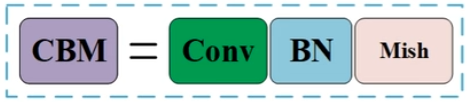 CBM = Conv BN Mish